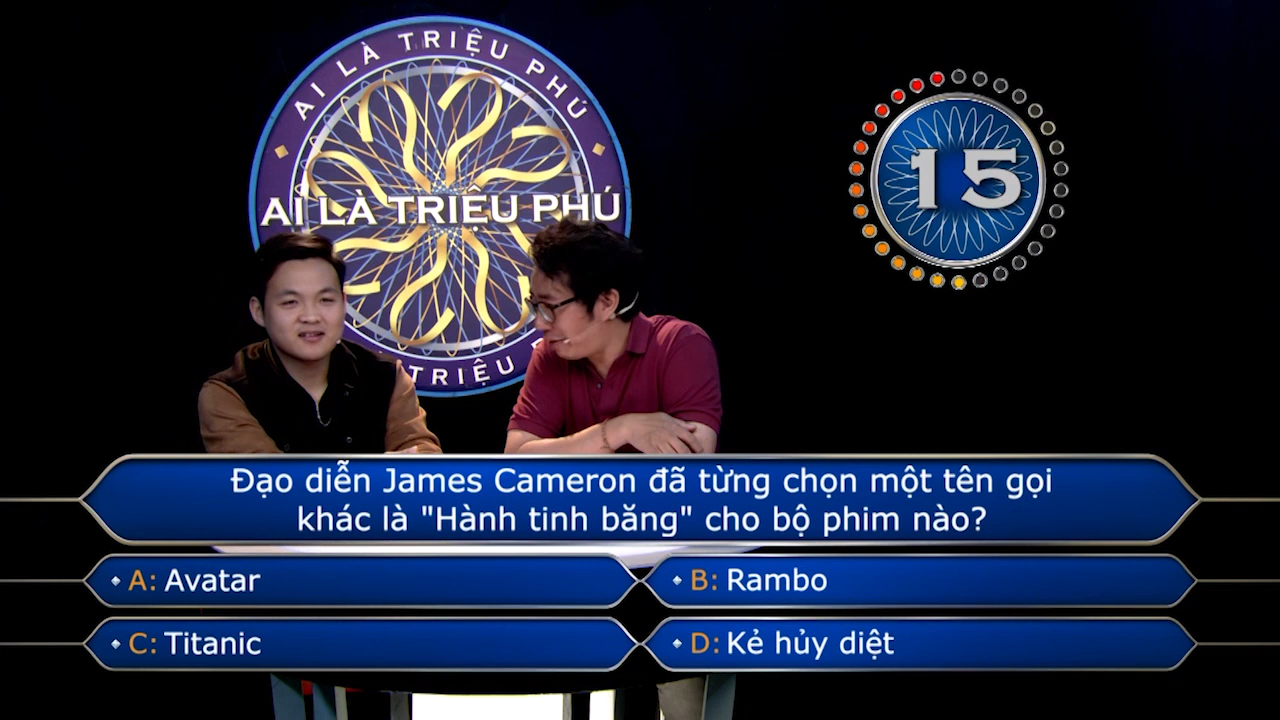 AI LÀ TRIỆU PHÚ
AI LÀ TRIỆU PHÚ
TRIỆU
15
Đạo diễn James Cameron đã từng chọn một tên gọi
khác là "Hành tinh băng" cho bộ phim nào?
A: Avatar
B: Rambo
C: Titanic
D: Kẻ hủy diệt